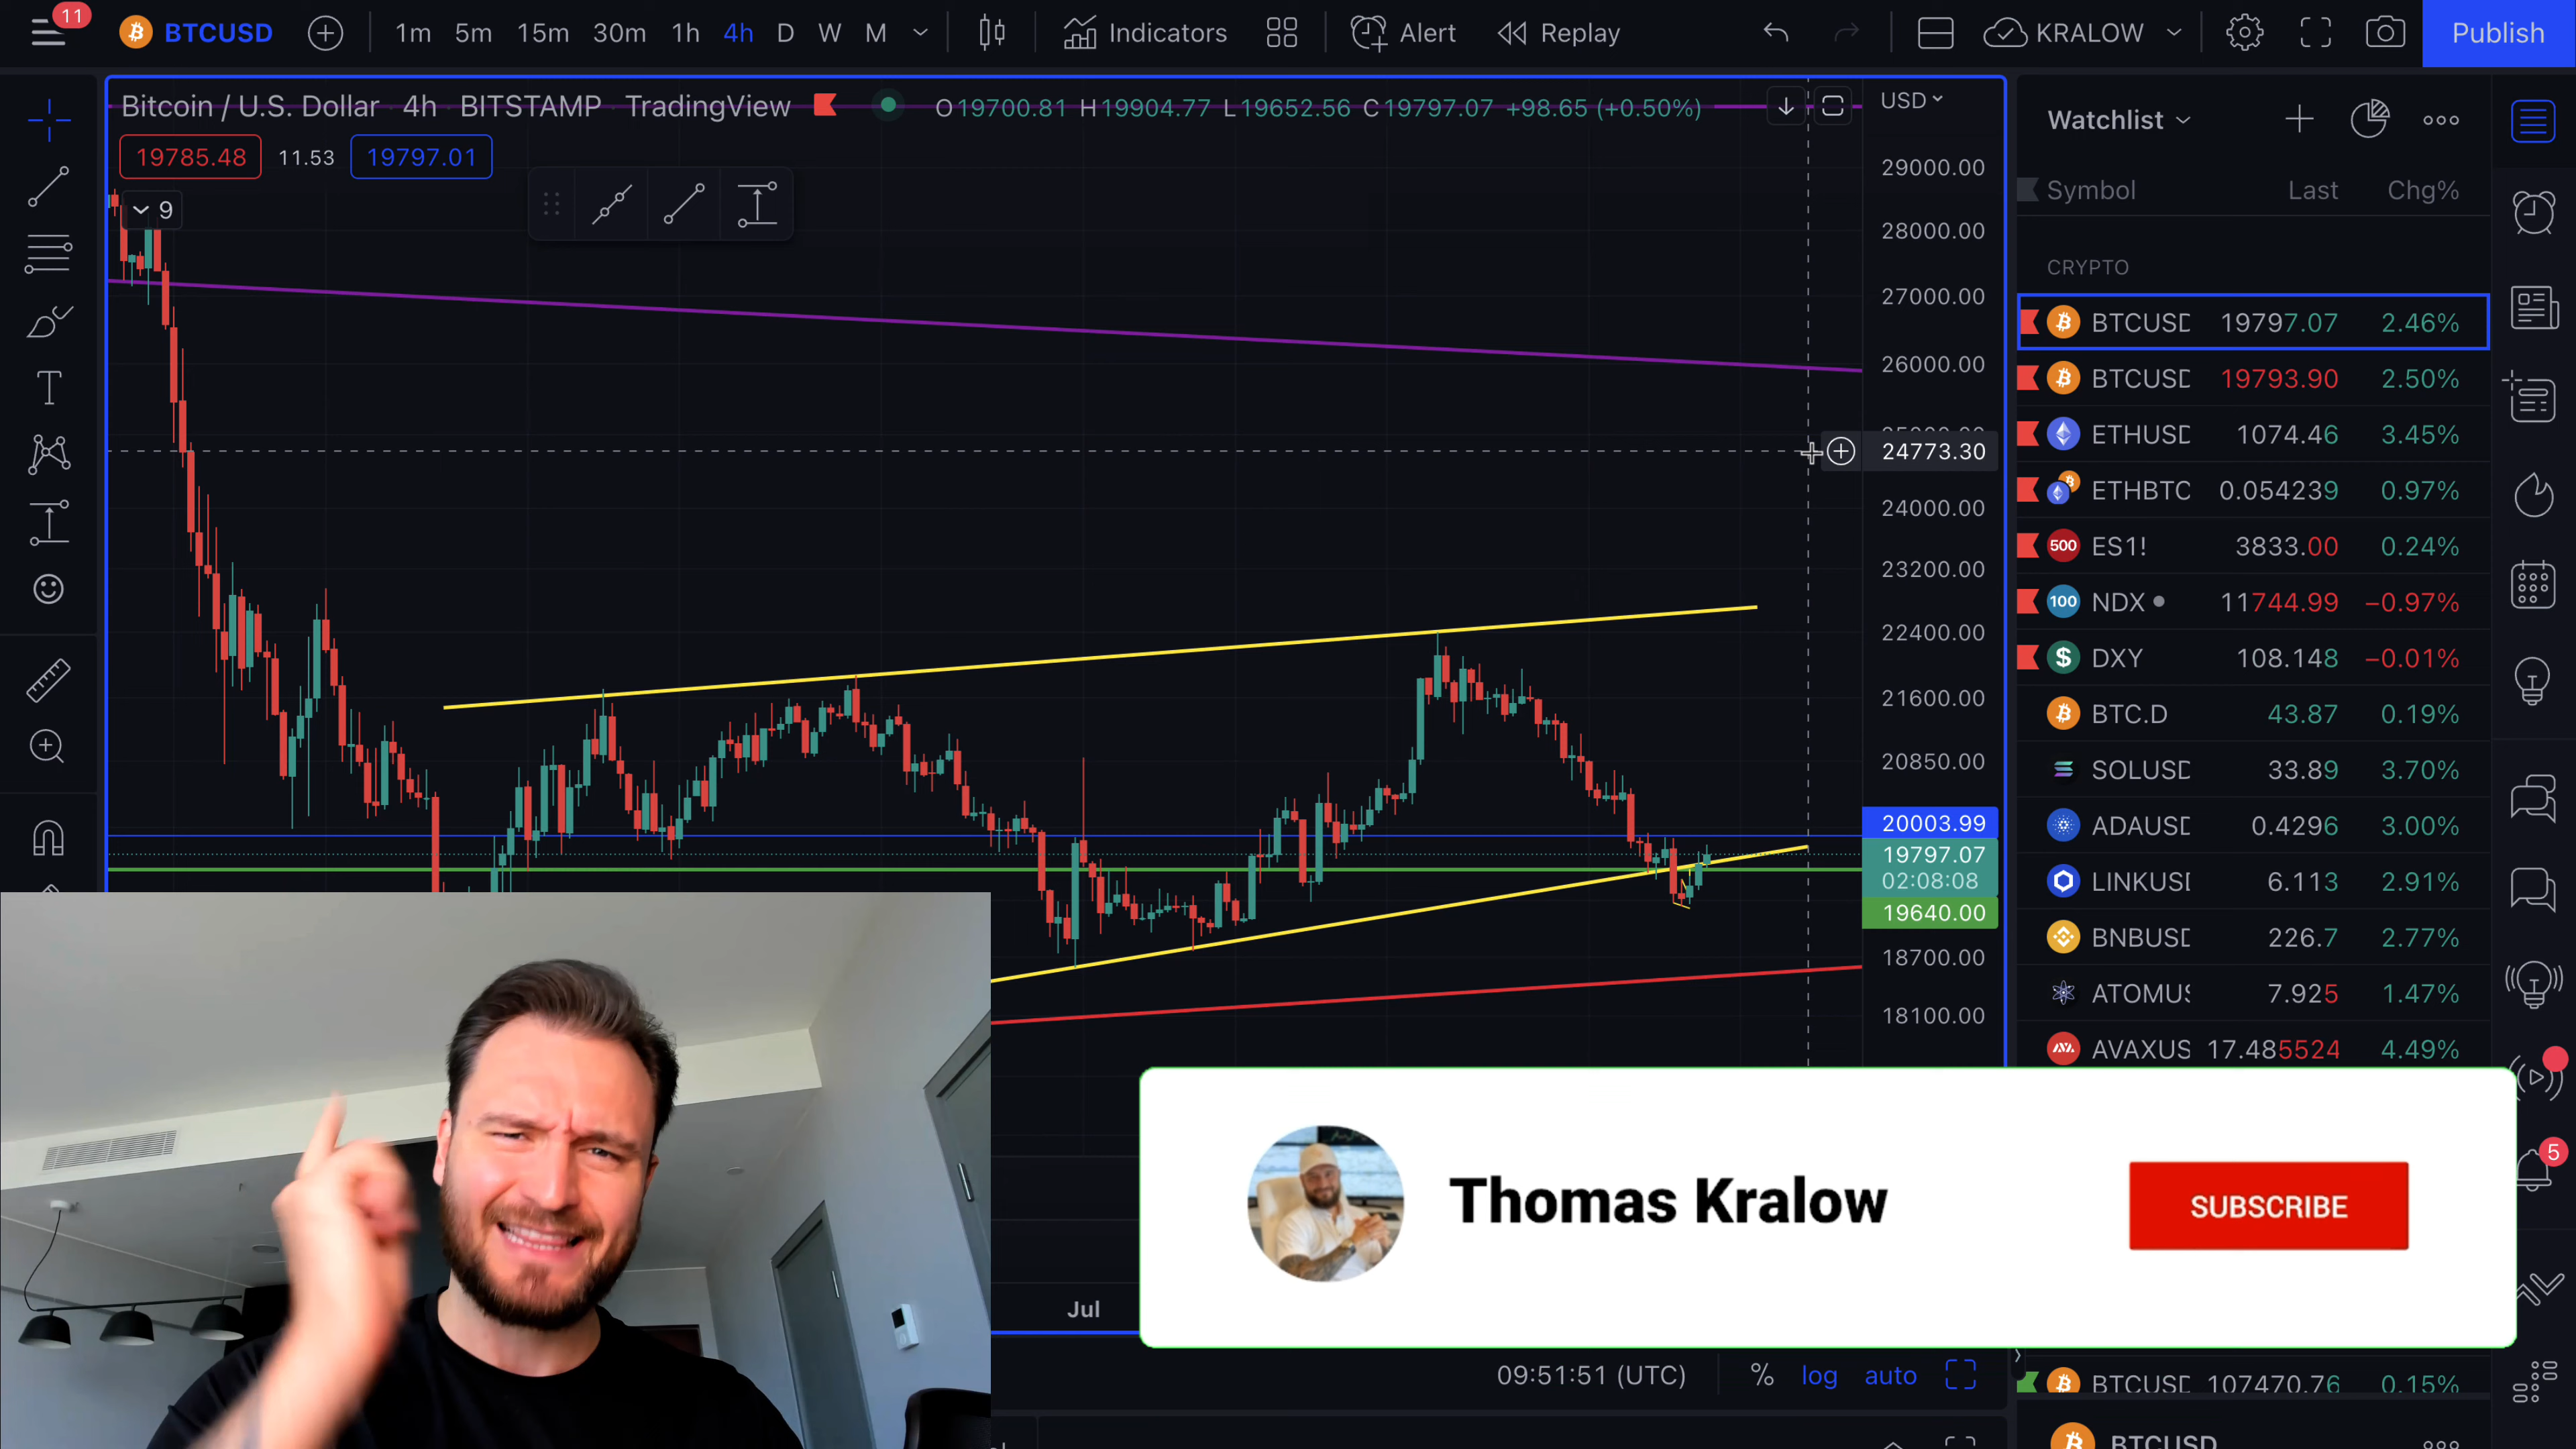 11
BTCUSD
1m 5m 15m 30m 1h 4h D W M
Indicators
Alert
Replay
KRALOW
Publish
Bitcoin / U.S. Dollar 4h BITSTAMP TradingView
O19700.81 H19904.77 L19652.56 C19797.07 +98.65 (+0.50%)
USD
19785.48 11.53 19797.01
9
29000.00
28000.00
27000.00
26000.00
24773.30
24000.00
23200.00
22400.00
21600.00
20850.00
20003.99
19797.07
02:08:08
19640.00
18700.00
18100.00
Watchlist
Symbol Last Chg%
CRYPTO
BTCUSD 19797.07 2.46%
BTCUSD 19793.90 2.50%
ETHUSD 1074.46 3.45%
ETHBTC 0.054239 0.97%
500 ES1! 3833.00 0.24%
100 NDX 11744.99 −0.97%
DXY 108.148 −0.01%
BTC.D 43.87 0.19%
SOLUSD 33.89 3.70%
ADAUSD 0.4296 3.00%
LINKUSD 6.113 2.91%
BNBUSD 226.7 2.77%
ATOMUS 7.925 1.47%
AVAXUS 17.485524 4.49%
5
Thomas Kralow
SUBSCRIBE
Jul
09:51:51 (UTC) % log auto
BTCUSD 107470.76 0.15%
BTCUSD